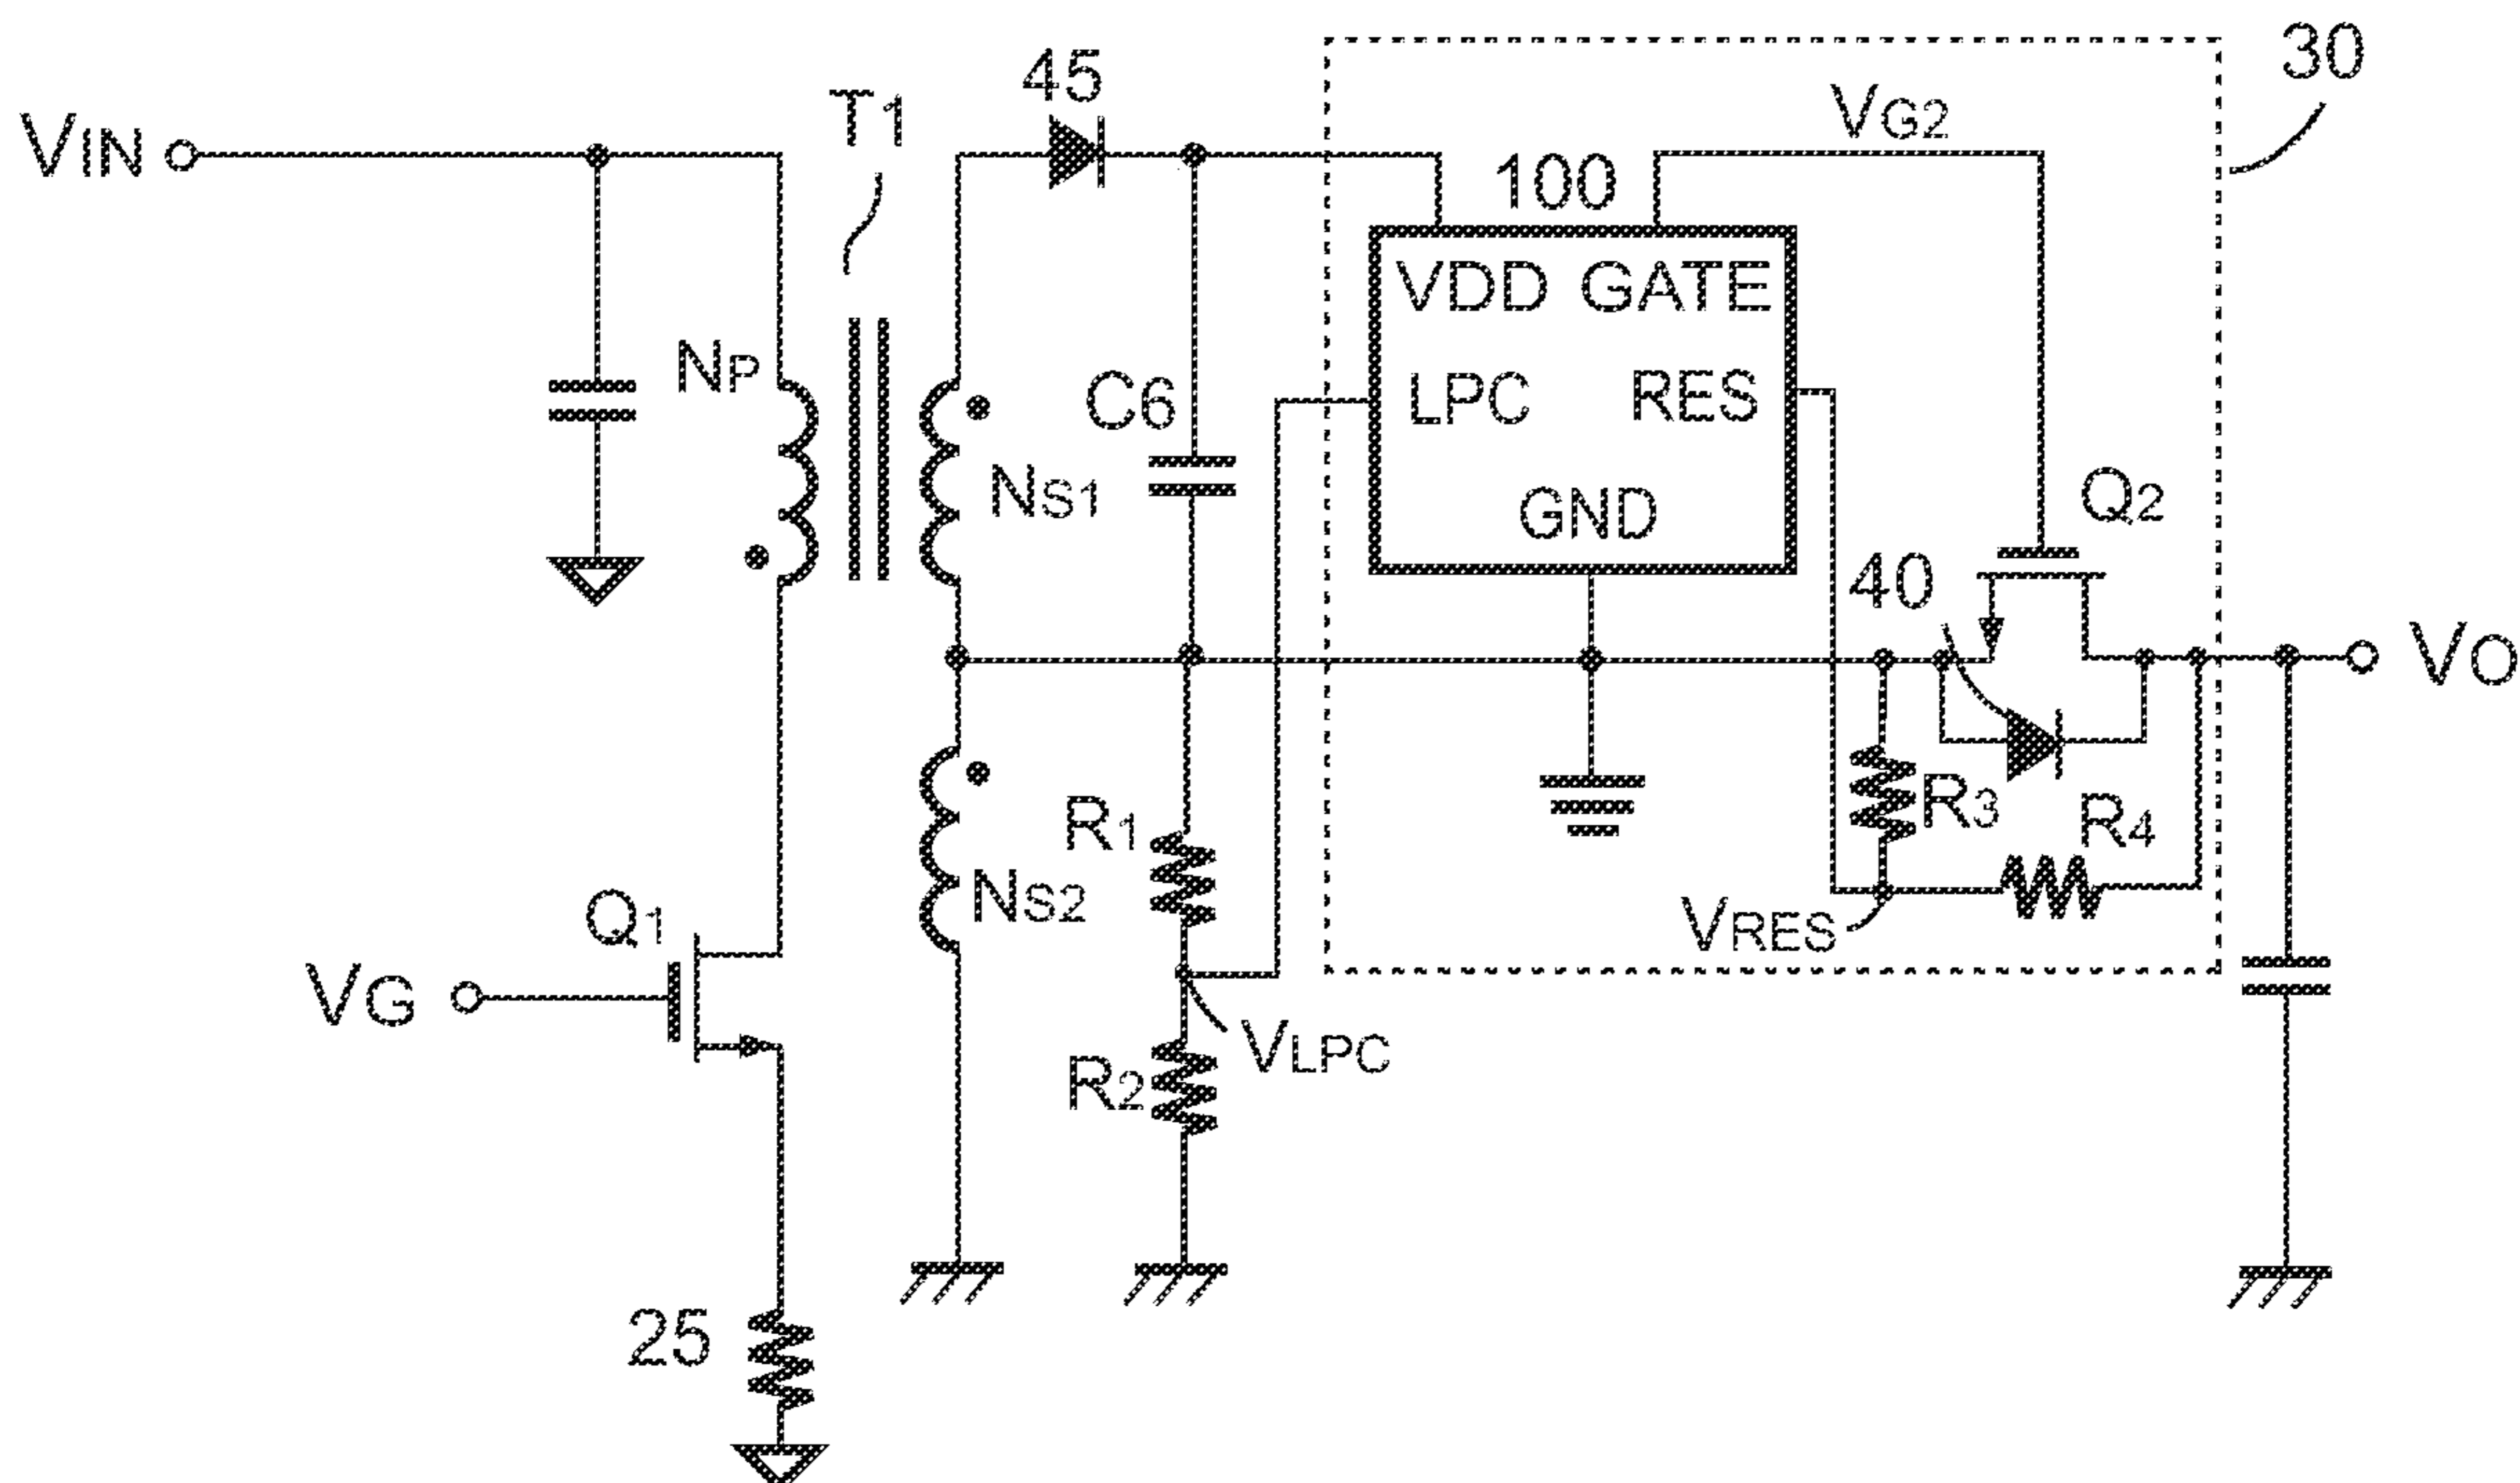 30
45
T1
VG2
VIN
100
VDD GATE
NP
C6
LPC RES
NS1
Q2
GND
40
VO
R1
R3
R4
NS2
Q1
VRES
VG
VLPC
R2
25